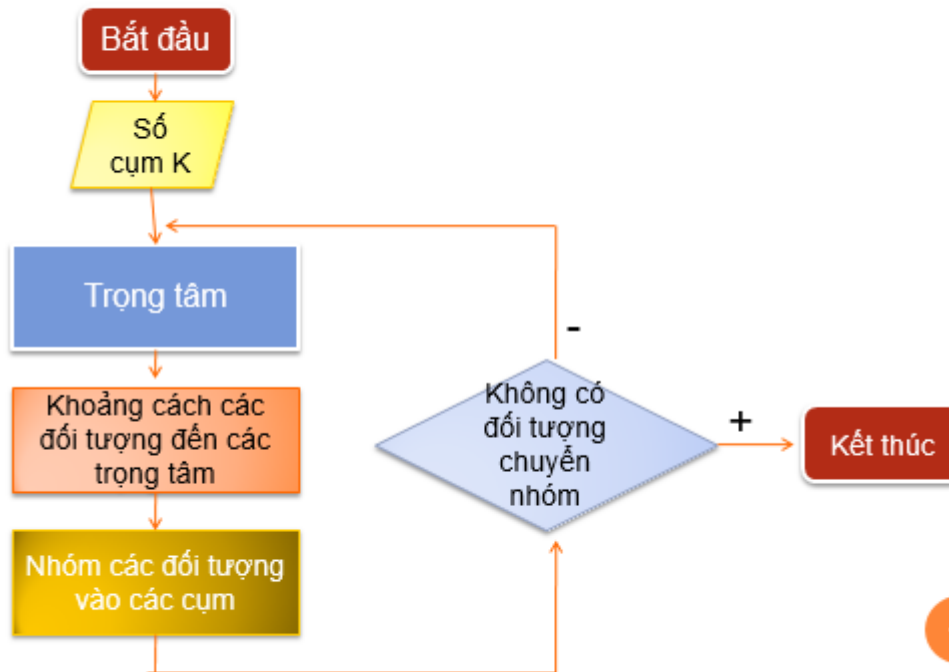 Bắt đầu
Số
cụm K
Trọng tâm
Khoảng cách các
đối tượng đến các
trọng tâm
Nhóm các đối tượng
vào các cụm
-
Không có
đối tượng
chuyển
nhóm
+
Kết thúc